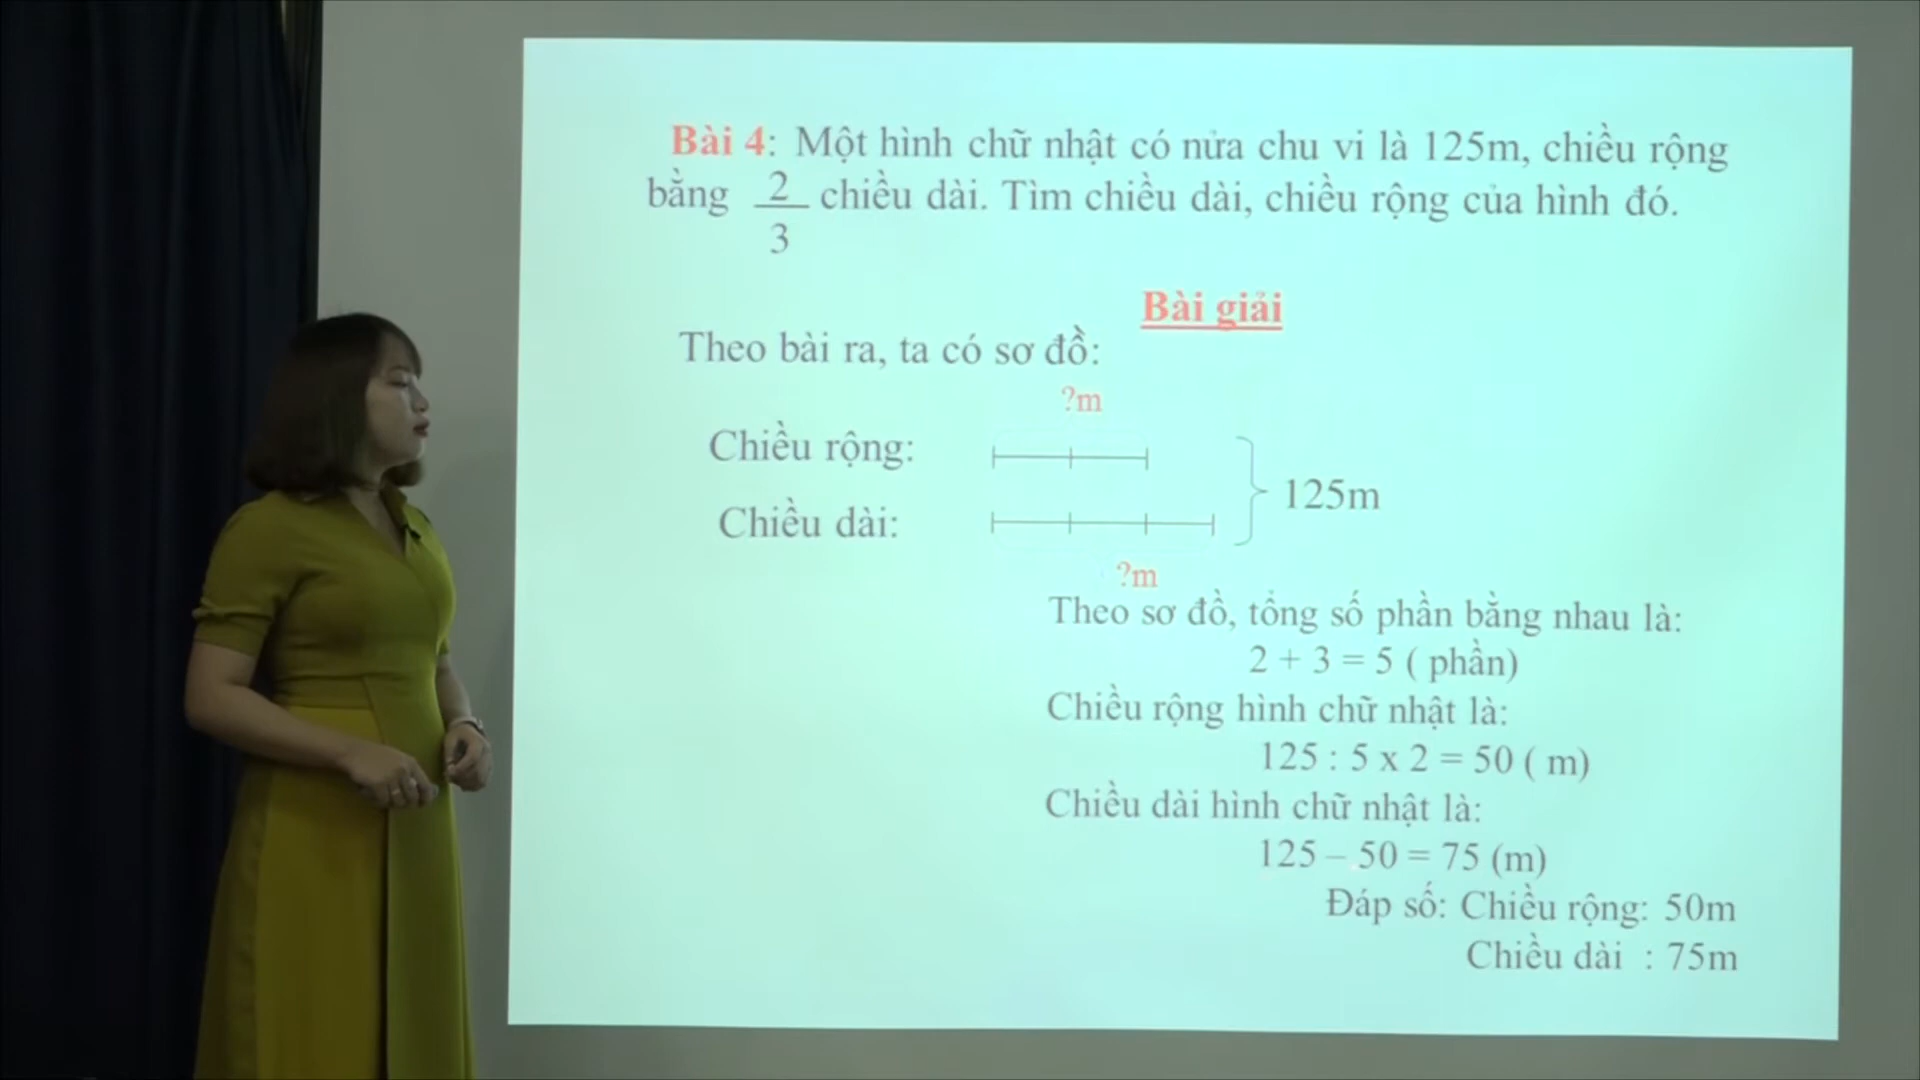 Bài 4: Một hình chữ nhật có nửa chu vi là 125m, chiều rộng
bằng 2/3 chiều dài. Tìm chiều dài, chiều rộng của hình đó.
Bài giải
Theo bài ra, ta có sơ đồ:
?m
Chiều rộng:
125m
Chiều dài:
?m
Theo sơ đồ, tổng số phần bằng nhau là:
2 + 3 = 5 ( phần)
Chiều rộng hình chữ nhật là:
125 : 5 x 2 = 50 ( m)
Chiều dài hình chữ nhật là:
125 – 50 = 75 (m)
Đáp số: Chiều rộng: 50m
Chiều dài : 75m